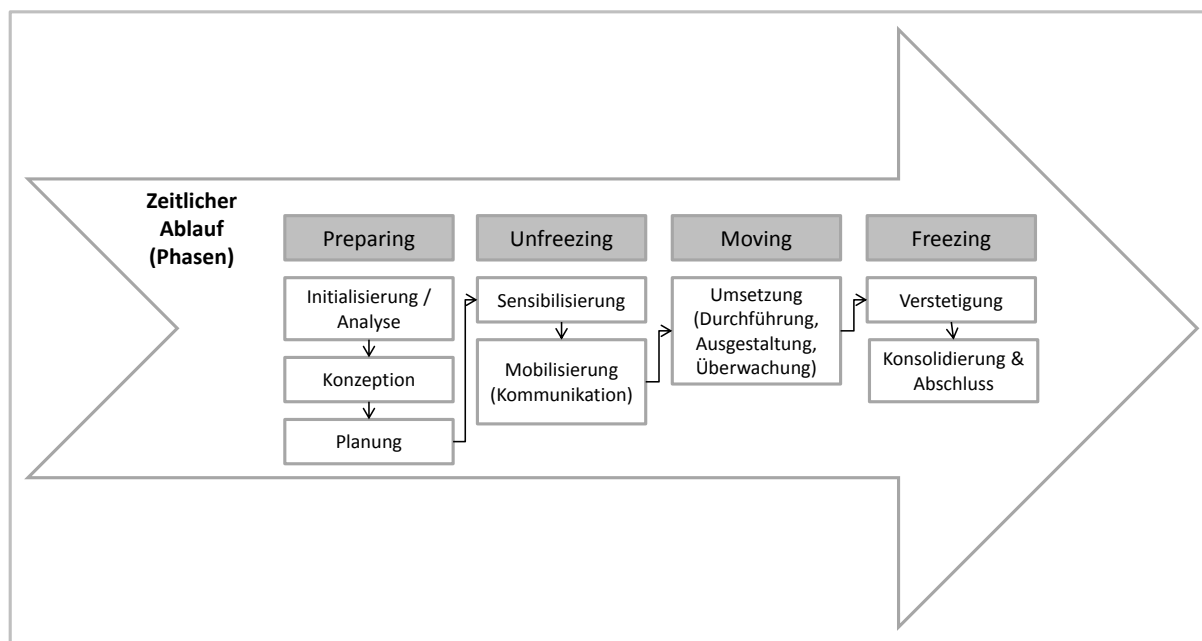 Zeitlicher
Ablauf
(Phasen)
Preparing
Unfreezing
Moving
Freezing
Initialisierung /
Analyse
Konzeption
Planung
Sensibilisierung
Mobilisierung
(Kommunikation)
Umsetzung
(Durchführung,
Ausgestaltung,
Überwachung)
Verstetigung
Konsolidierung &
Abschluss